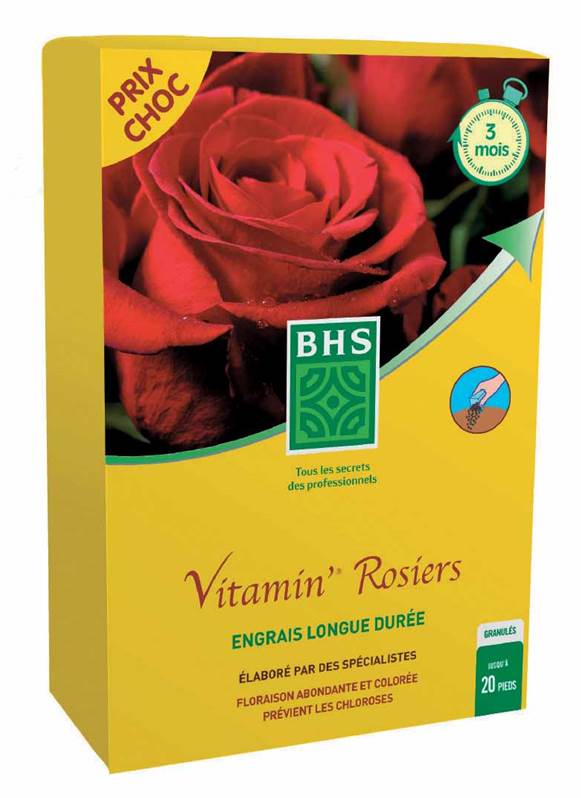 PRIX
CHOC
3
mois
BHS
Tous les secrets
des professionnels
Vitamin'® Rosiers
ENGRAIS LONGUE DURÉE
ÉLABORÉ PAR DES SPÉCIALISTES
FLORAISON ABONDANTE ET COLORÉE
PRÉVIENT LES CHLOROSES
GRANULÉS
JUSQU'À
20 PIEDS